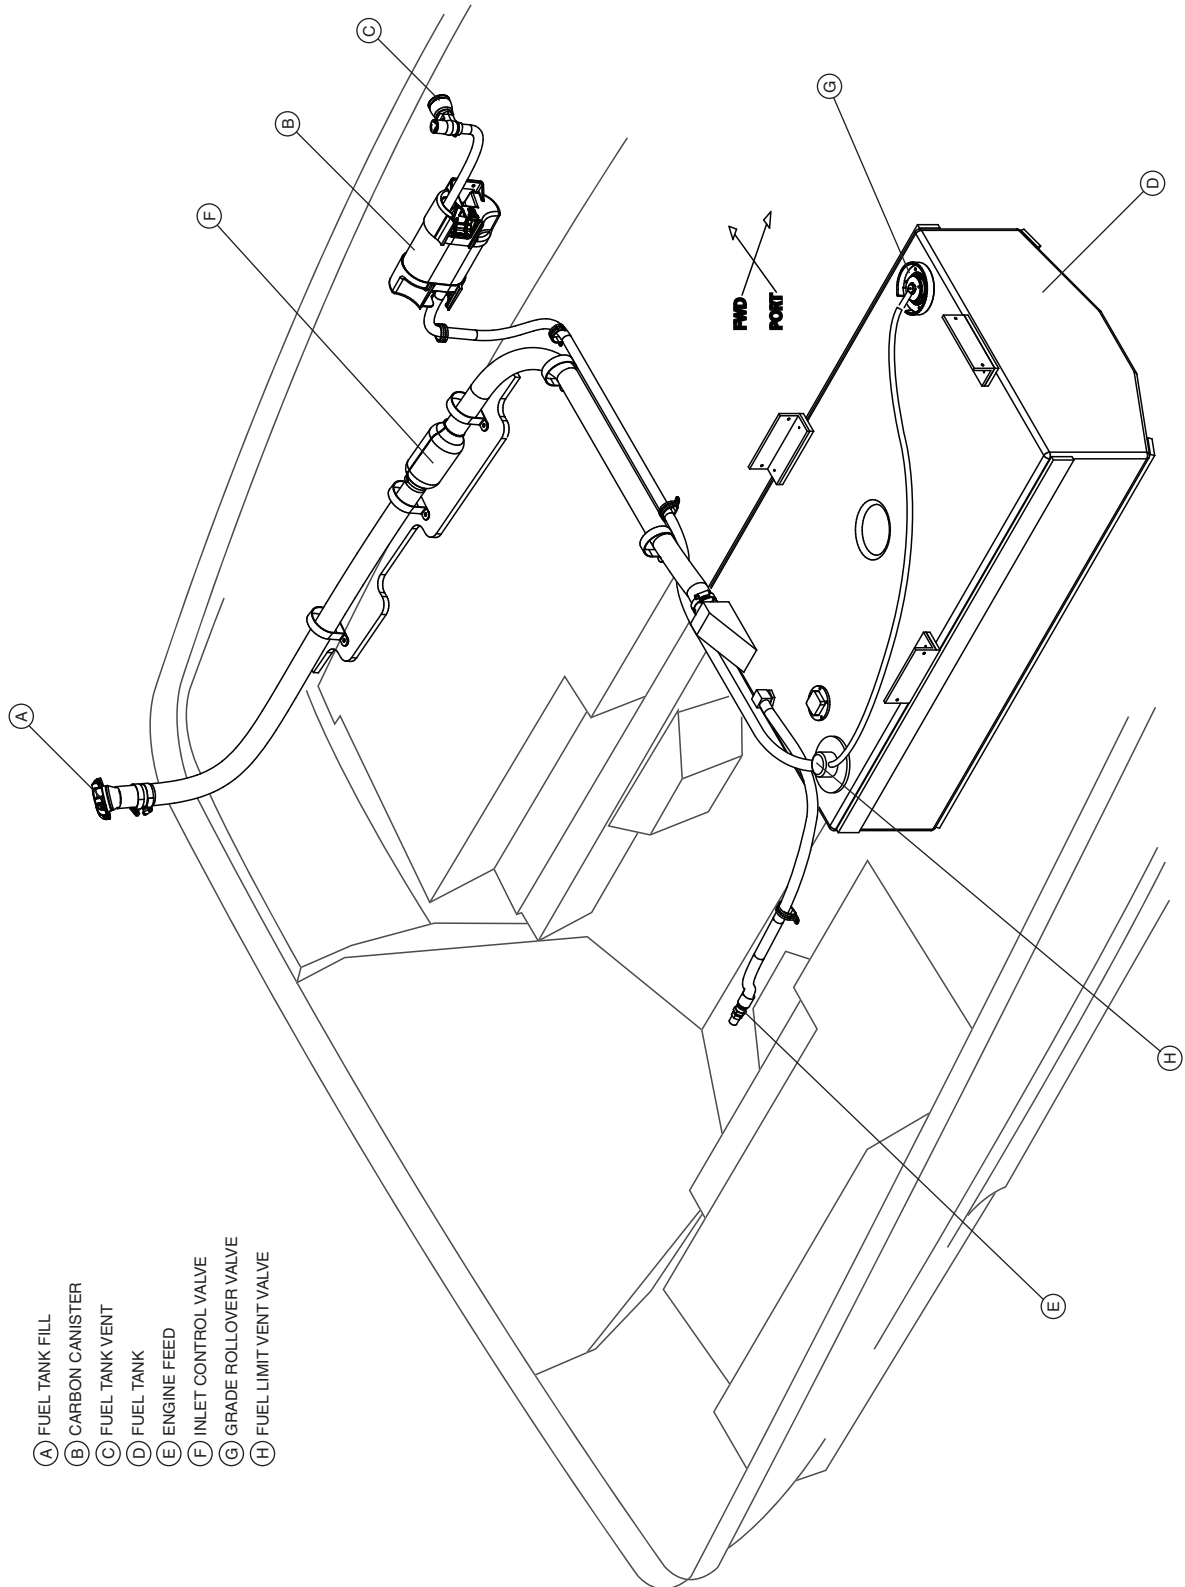 A FUEL TANK FILL
B CARBON CANISTER
C FUEL TANK VENT
D FUEL TANK
E ENGINE FEED
F INLET CONTROL VALVE
G GRADE ROLLOVER VALVE
H FUEL LIMIT VENT VALVE
A
B
C
F
G
D
E
H
FWD
PORT